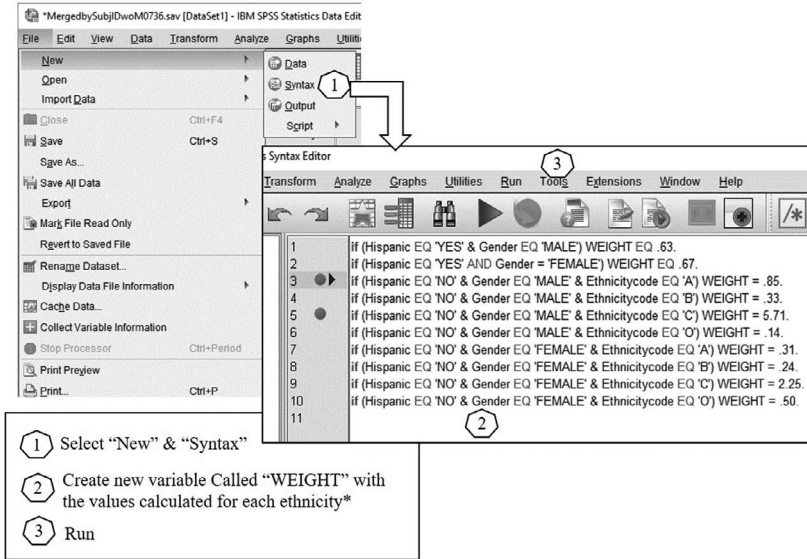 *MergedbySubjIDwoM0736.sav [DataSet1] - IBM SPSS Statistics Data Edit
File Edit View Data Transform Analyze Graphs Utiliti
New
Open
Import Data
Close Ctrl+F4
Save Ctrl+S
Save As...
Save All Data
Export
Mark File Read Only
Revert to Saved File
Rename Dataset...
Display Data File Information
Cache Data...
Collect Variable Information
Stop Processor Ctrl+Period
Print Preview
Print... Ctrl+P
Data
Syntax
Output
Script
1
s Syntax Editor
3
Transform Analyze Graphs Utilities Run Tools Extensions Window Help
/*
1 if (Hispanic EQ 'YES' & Gender EQ 'MALE') WEIGHT EQ .63.
2 if (Hispanic EQ 'YES' AND Gender = 'FEMALE') WEIGHT EQ .67.
3 if (Hispanic EQ 'NO' & Gender EQ 'MALE' & Ethnicitycode EQ 'A') WEIGHT = .85.
4 if (Hispanic EQ 'NO' & Gender EQ 'MALE' & Ethnicitycode EQ 'B') WEIGHT = .33.
5 if (Hispanic EQ 'NO' & Gender EQ 'MALE' & Ethnicitycode EQ 'C') WEIGHT = 5.71.
6 if (Hispanic EQ 'NO' & Gender EQ 'MALE' & Ethnicitycode EQ 'O') WEIGHT = .14.
7 if (Hispanic EQ 'NO' & Gender EQ 'FEMALE' & Ethnicitycode EQ 'A') WEIGHT = .31.
8 if (Hispanic EQ 'NO' & Gender EQ 'FEMALE' & Ethnicitycode EQ 'B') WEIGHT = .24.
9 if (Hispanic EQ 'NO' & Gender EQ 'FEMALE' & Ethnicitycode EQ 'C') WEIGHT = 2.25.
10 if (Hispanic EQ 'NO' & Gender EQ 'FEMALE' & Ethnicitycode EQ 'O') WEIGHT = .50.
11
2
1 Select “New” & “Syntax”
2 Create new variable Called “WEIGHT” with
the values calculated for each ethnicity*
3 Run